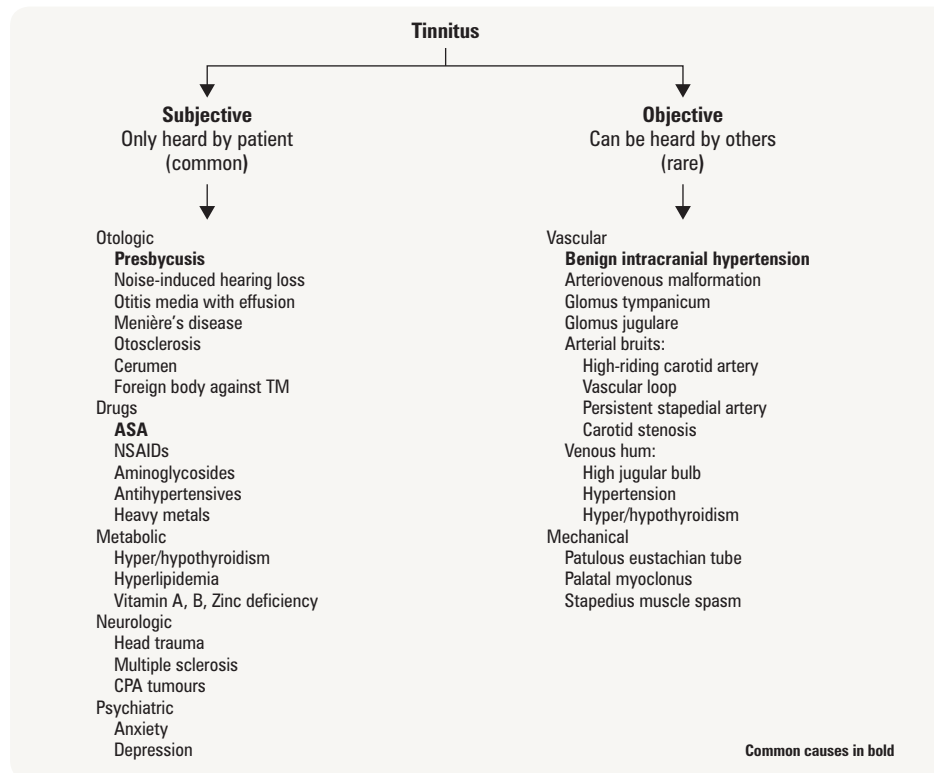 Tinnitus
Subjective
Only heard by patient
(common)
Otologic
Presbycusis
Noise-induced hearing loss
Otitis media with effusion
Menière’s disease
Otosclerosis
Cerumen
Foreign body against TM
Drugs
ASA
NSAIDs
Aminoglycosides
Antihypertensives
Heavy metals
Metabolic
Hyper/hypothyroidism
Hyperlipidemia
Vitamin A, B, Zinc deficiency
Neurologic
Head trauma
Multiple sclerosis
CPA tumours
Psychiatric
Anxiety
Depression
Objective
Can be heard by others
(rare)
Vascular
Benign intracranial hypertension
Arteriovenous malformation
Glomus tympanicum
Glomus jugulare
Arterial bruits:
High-riding carotid artery
Vascular loop
Persistent stapedial artery
Carotid stenosis
Venous hum:
High jugular bulb
Hypertension
Hyper/hypothyroidism
Mechanical
Patulous eustachian tube
Palatal myoclonus
Stapedius muscle spasm
Common causes in bold